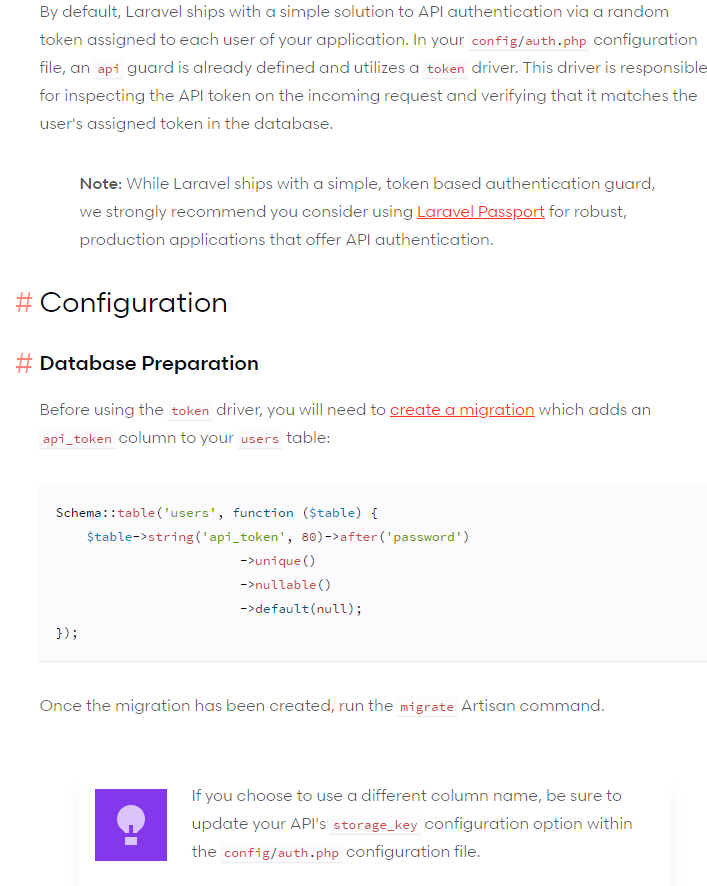 By default, Laravel ships with a simple solution to API authentication via a random
token assigned to each user of your application. In your config/auth.php configuration
file, an api guard is already defined and utilizes a token driver. This driver is responsible
for inspecting the API token on the incoming request and verifying that it matches the
user's assigned token in the database.
Note: While Laravel ships with a simple, token based authentication guard,
we strongly recommend you consider using Laravel Passport for robust,
production applications that offer API authentication.
# Configuration
# Database Preparation
Before using the token driver, you will need to create a migration which adds an
api_token column to your users table:
Schema::table('users', function ($table) {
    $table->string('api_token', 80)->after('password')
                        ->unique()
                        ->nullable()
                        ->default(null);
});
Once the migration has been created, run the migrate Artisan command.
If you choose to use a different column name, be sure to
update your API's storage_key configuration option within
the config/auth.php configuration file.